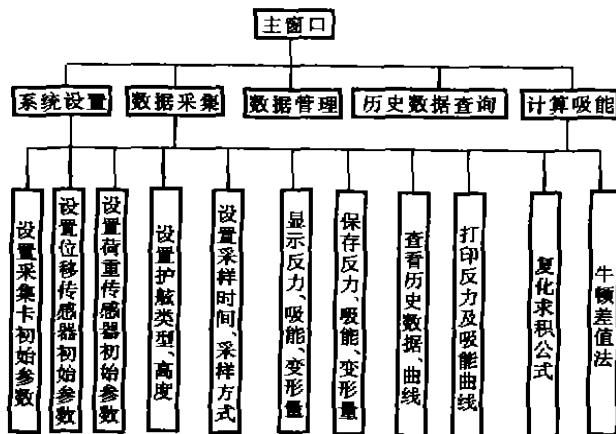 主窗口
系统设置
数据采集
数据管理
历史数据查询
计算吸能
设置采集卡初始参数
设置位移传感器初始参数
设置荷重传感器初始参数
设置护舷类型、高度
设置采样时间、采样方式
显示反力、吸能、变形量
保存反力、吸能、变形量
查看历史数据、曲线
打印反力及吸能曲线
复化求积公式
牛顿差值法